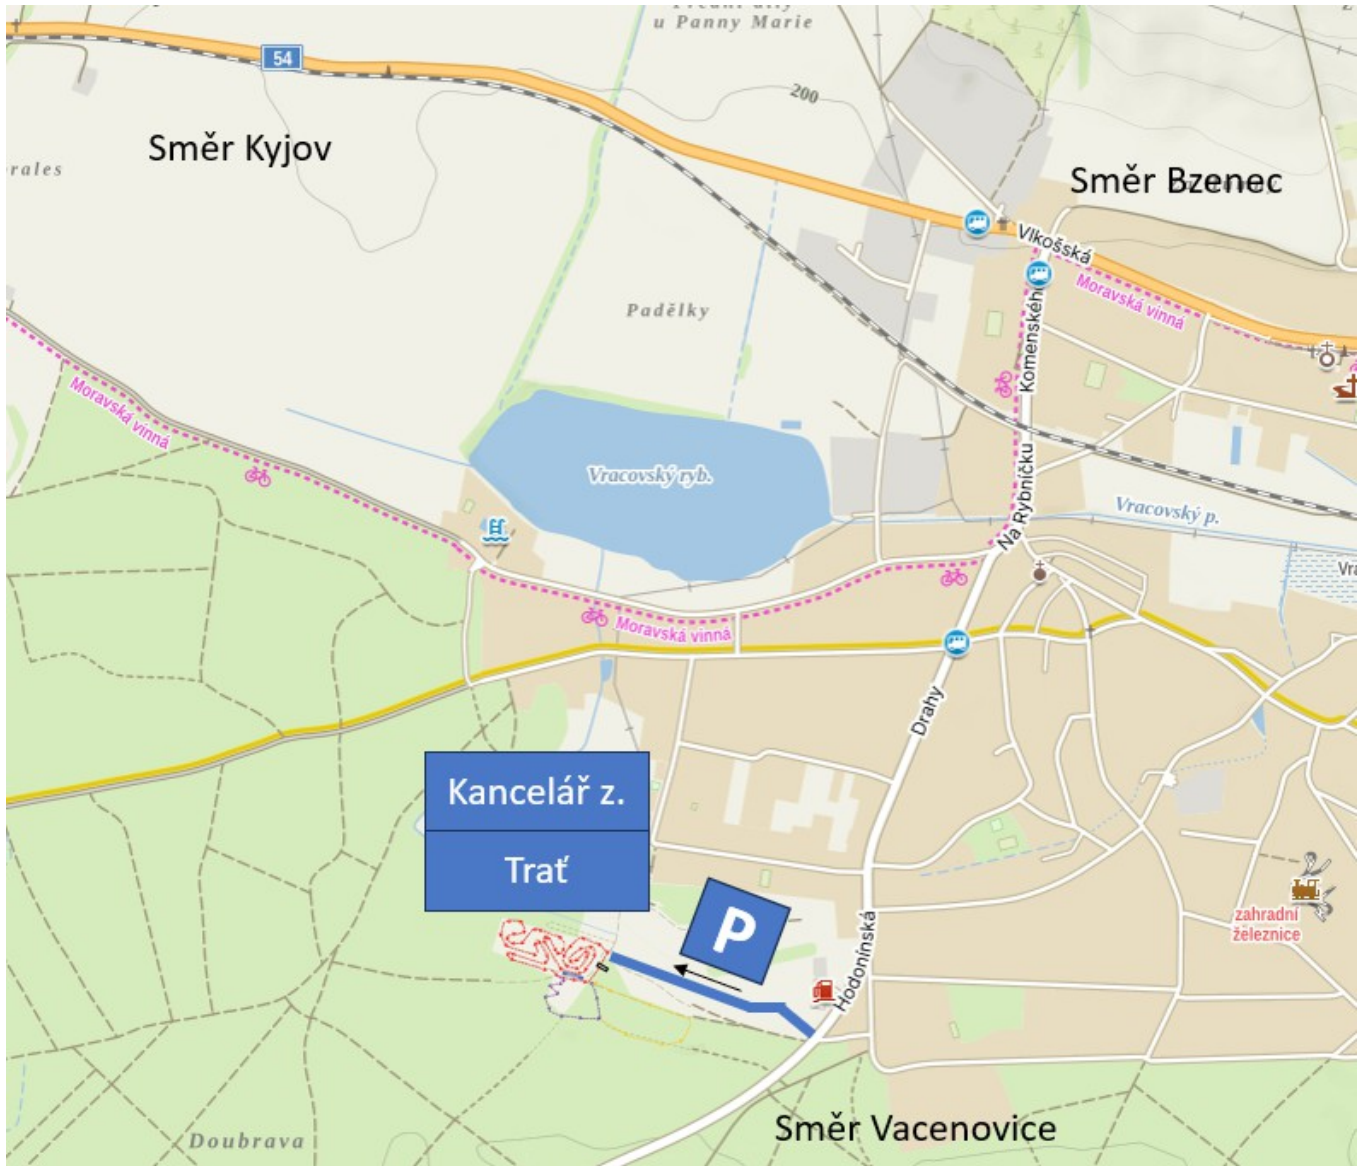 u Panny Marie
54
200
Směr Kyjov
Směr Bzenec
Vlkošská
Moravská vinná
Padělky
Komenského
Moravská vinná
Vracovský ryb.
Na Rybníčku
Vracovský p.
Moravská vinná
Drahy
Kancelář z.
Trať
P
zahradní
železnice
Hodonínská
Směr Vacenovice
Doubrava